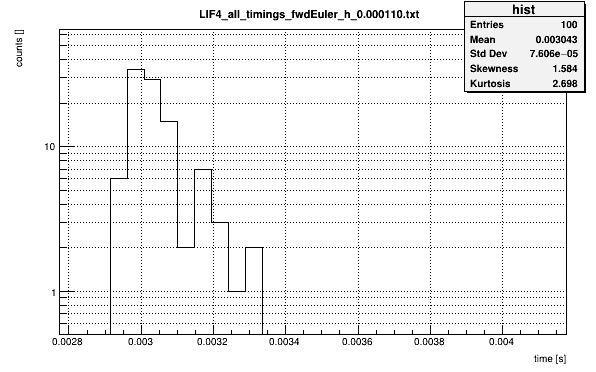 LIF4_all_timings_fwdEuler_h_0.000110.txt
hist
Entries 100
Mean 0.003043
Std Dev 7.606e−05
Skewness 1.584
Kurtosis 2.698
counts []
10
1
0.0028 0.003 0.0032 0.0034 0.0036 0.0038 0.004
time [s]